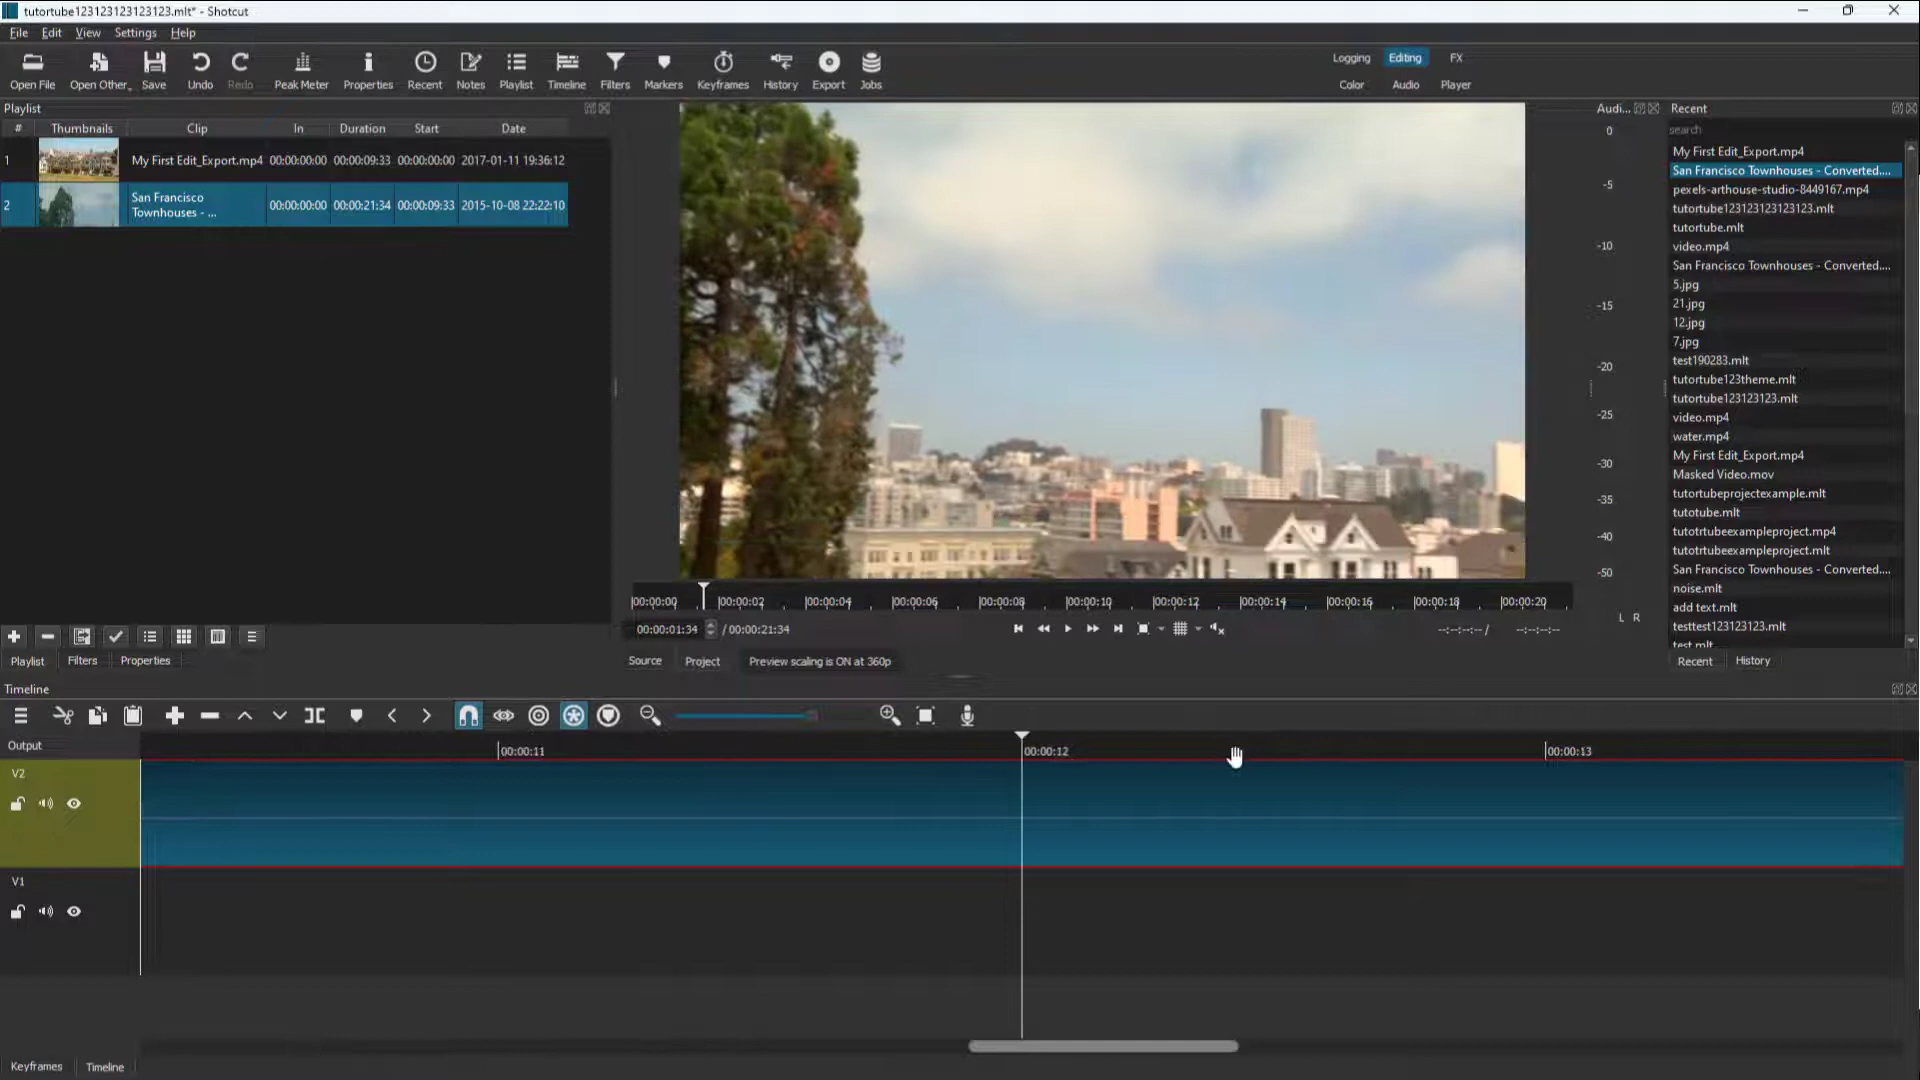 tutortube123123123123123.mlt* - Shotcut
File Edit View Settings Help
Open File Open Other... Save Undo Redo Peak Meter Properties Recent Notes Playlist Timeline Filters Markers Keyframes History Export Jobs
Logging Editing FX
Color Audio Player
Playlist
# Thumbnails Clip In Duration Start Date
1 My First Edit_Export.mp4 00:00:00:00 00:00:09:33 00:00:00:00 2017-01-11 19:36:12
2 San Francisco Townhouses - ... 00:00:00:00 00:00:21:34 00:00:09:33 2015-10-08 22:22:10
Playlist Filters Properties
00:00:00 00:00:02 00:00:04 00:00:06 00:00:08 00:00:10 00:00:12 00:00:14 00:00:16 00:00:18 00:00:20
00:00:01:34 / 00:00:21:34 --:--:--:-- / --:--:--:--
Source Project Preview scaling is ON at 360p
Audi...
0
-5
-10
-15
-20
-25
-30
-35
-40
-50
L R
Recent
search
My First Edit_Export.mp4
San Francisco Townhouses - Converted....
pexels-arthouse-studio-8449167.mp4
tutortube123123123123123.mlt
tutortube.mlt
video.mp4
San Francisco Townhouses - Converted....
5.jpg
21.jpg
12.jpg
7.jpg
test190283.mlt
tutortube123theme.mlt
tutortube123123123.mlt
video.mp4
water.mp4
My First Edit_Export.mp4
Masked Video.mov
tutortubeprojectexample.mlt
tutotube.mlt
tutotrtubeexampleproject.mp4
tutotrtubeexampleproject.mlt
San Francisco Townhouses - Converted....
noise.mlt
add text.mlt
testtest123123123.mlt
test.mlt
Recent History
Timeline
Output
00:00:11 00:00:12 00:00:13
V2
V1
Keyframes Timeline